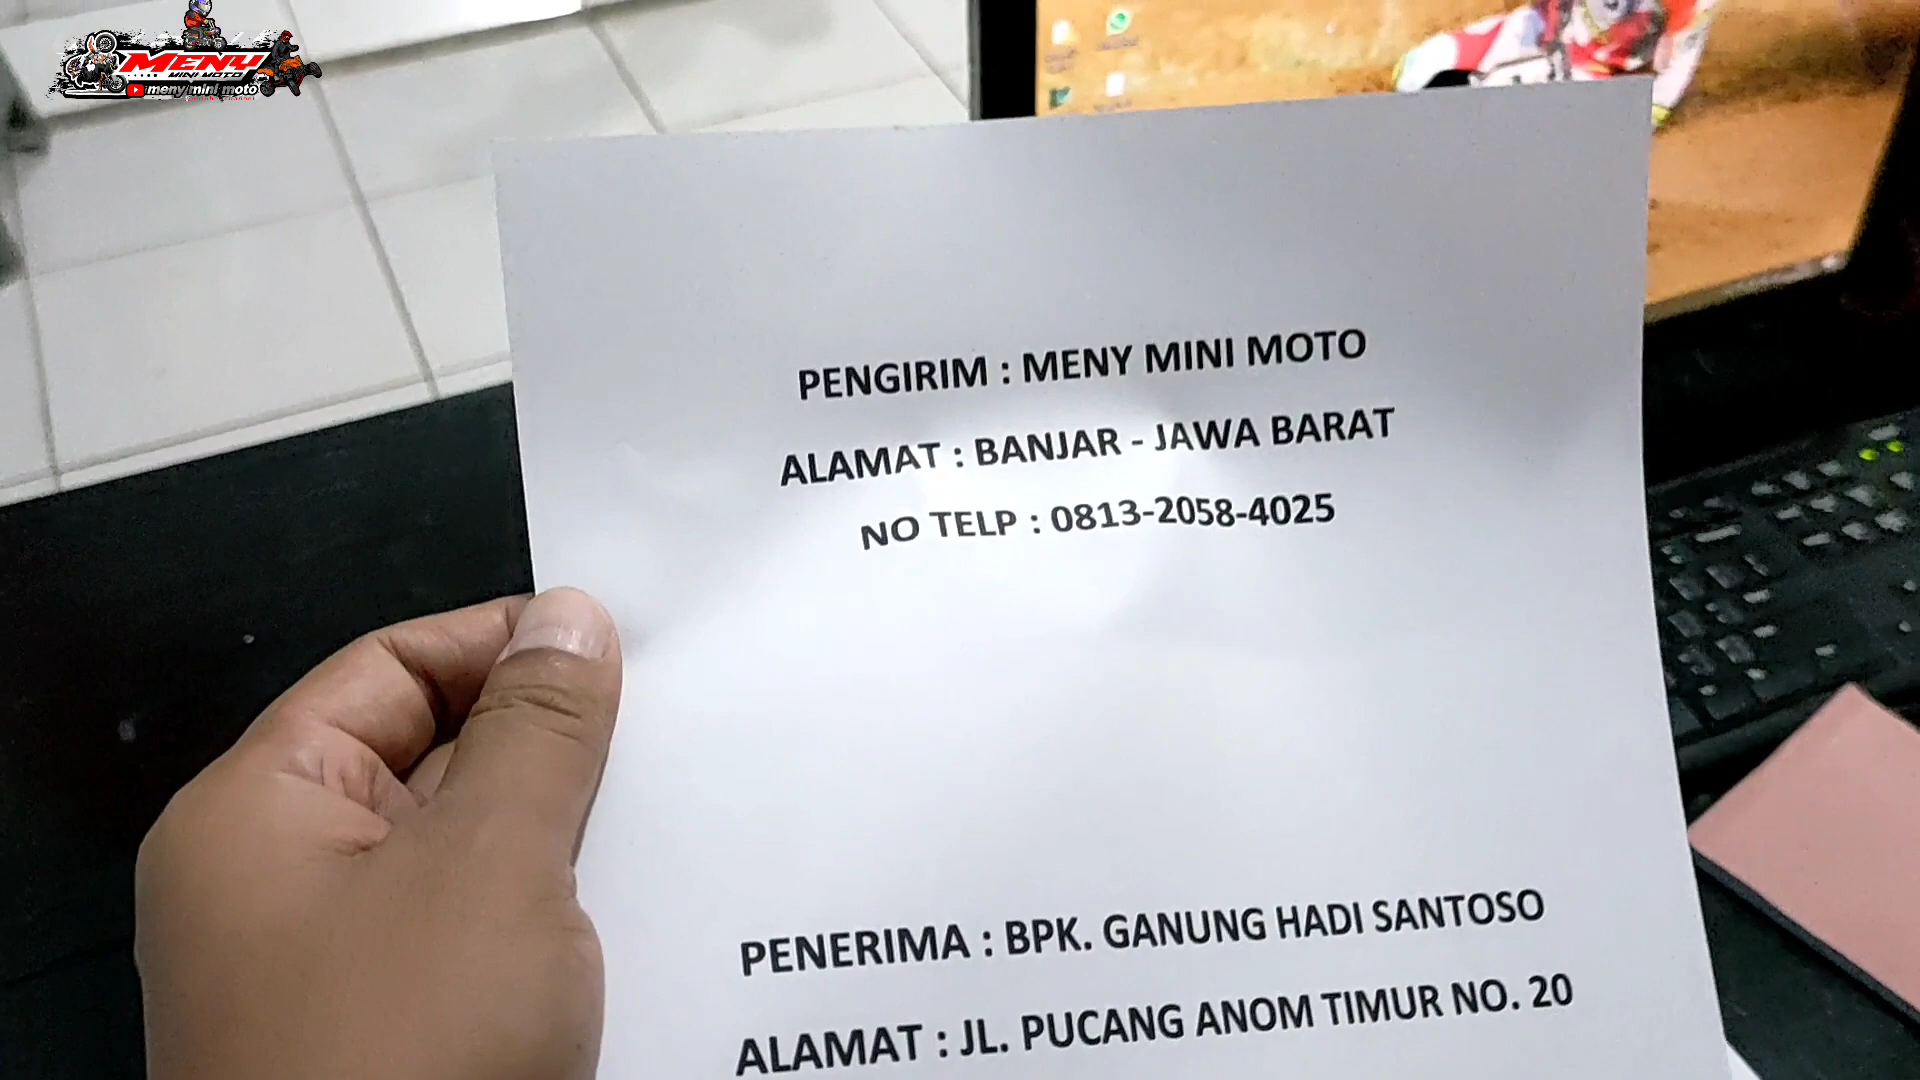 MENY
MINI MOTO
meny mini moto
PENGIRIM : MENY MINI MOTO
ALAMAT : BANJAR - JAWA BARAT
NO TELP : 0813-2058-4025
PENERIMA : BPK. GANUNG HADI SANTOSO
ALAMAT : JL. PUCANG ANOM TIMUR NO. 20